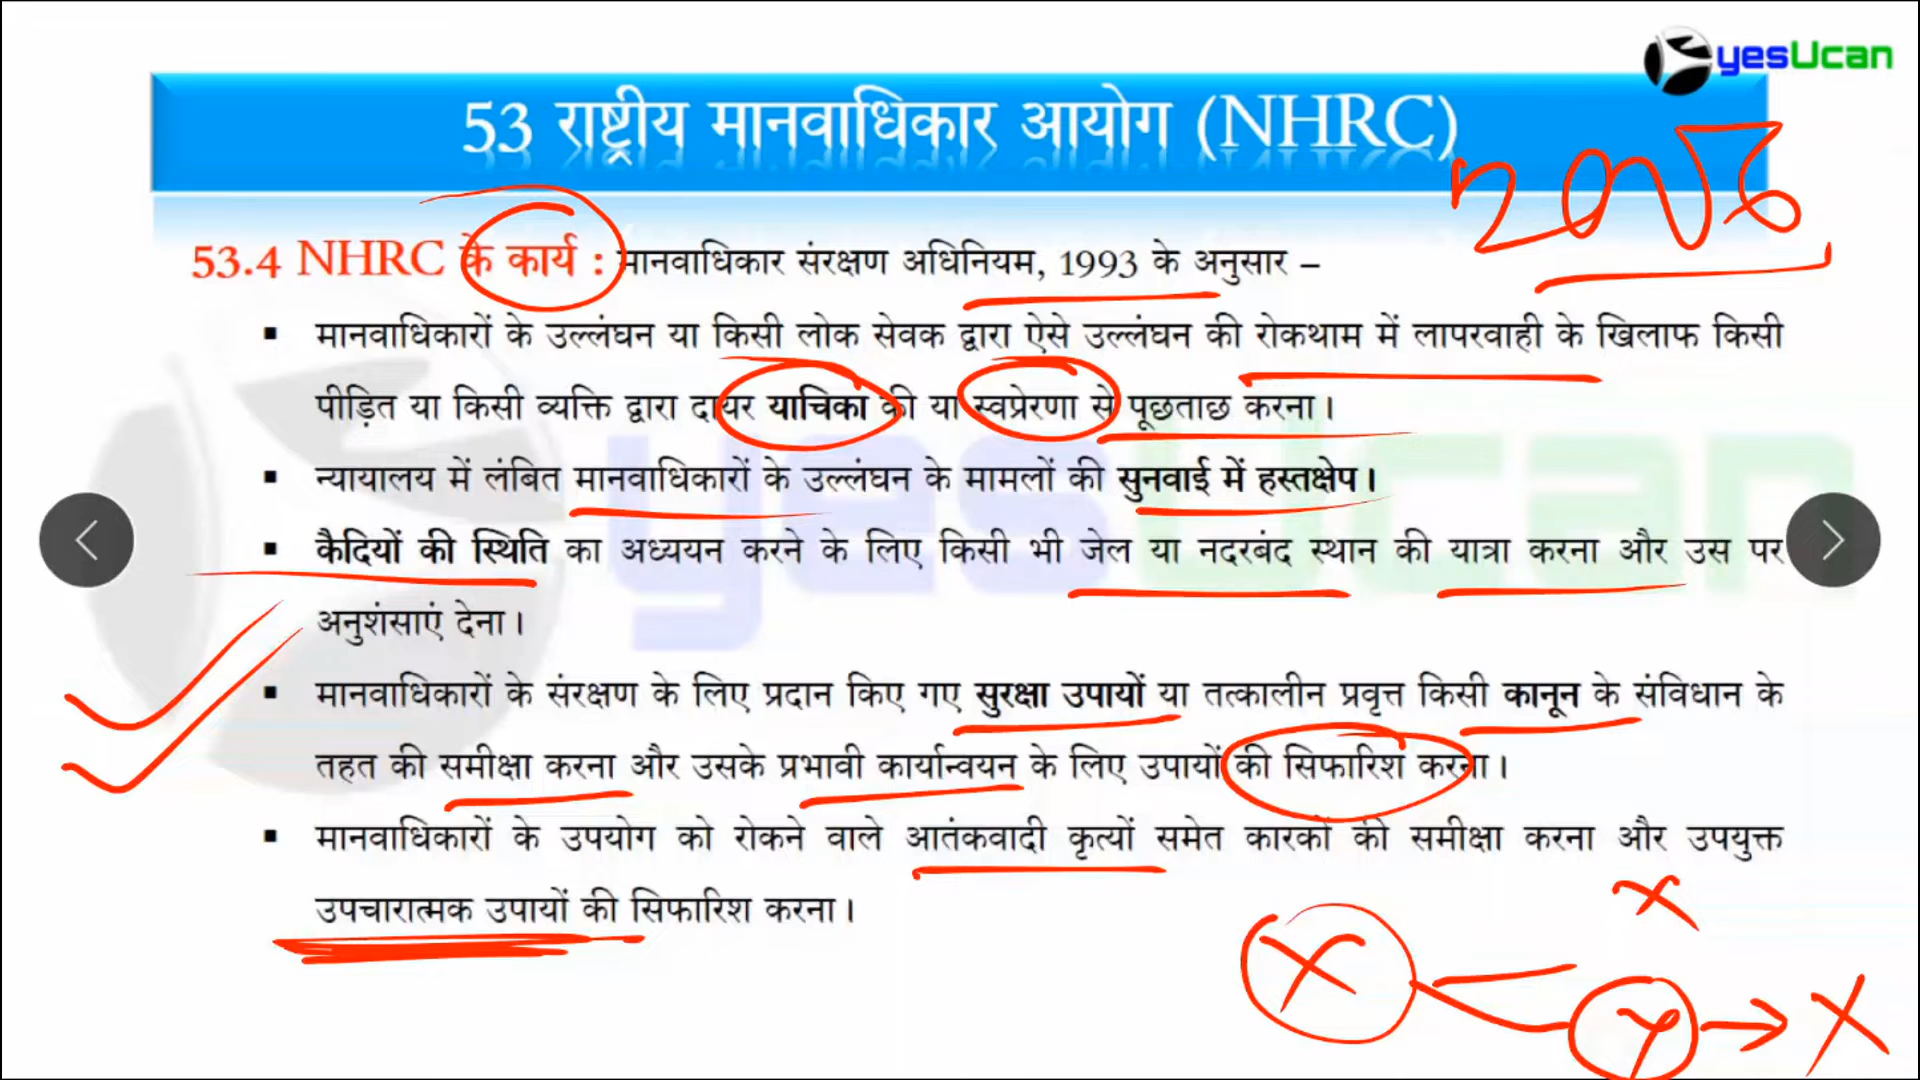 yesUcan
53 राष्ट्रीय मानवाधिकार आयोग (NHRC)
53.4 NHRC के कार्य : मानवाधिकार संरक्षण अधिनियम, 1993 के अनुसार –
▪ मानवाधिकारों के उल्लंघन या किसी लोक सेवक द्वारा ऐसे उल्लंघन की रोकथाम में लापरवाही के खिलाफ किसी
पीड़ित या किसी व्यक्ति द्वारा दायर याचिका की या स्वप्रेरणा से पूछताछ करना।
▪ न्यायालय में लंबित मानवाधिकारों के उल्लंघन के मामलों की सुनवाई में हस्तक्षेप।
▪ कैदियों की स्थिति का अध्ययन करने के लिए किसी भी जेल या नदरबंद स्थान की यात्रा करना और उस पर
अनुशंसाएं देना।
▪ मानवाधिकारों के संरक्षण के लिए प्रदान किए गए सुरक्षा उपायों या तत्कालीन प्रवृत्त किसी कानून के संविधान के
तहत की समीक्षा करना और उसके प्रभावी कार्यान्वयन के लिए उपायों की सिफारिश करना।
▪ मानवाधिकारों के उपयोग को रोकने वाले आतंकवादी कृत्यों समेत कारकों की समीक्षा करना और उपयुक्त
उपचारात्मक उपायों की सिफारिश करना।
x
X
Y → X